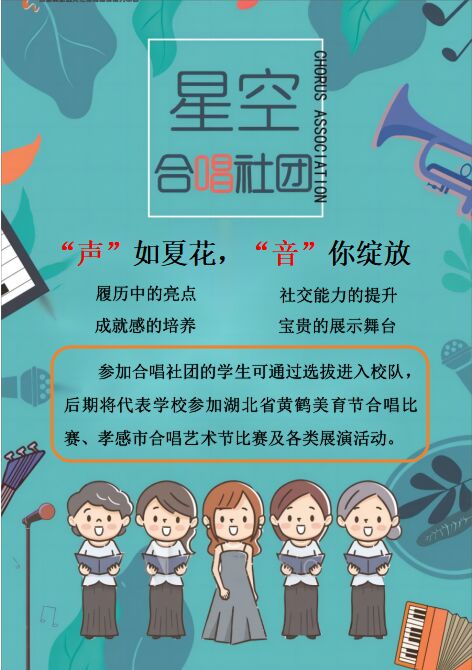 星空
合唱社团
CHORUS ASSOCIATION
“声”如夏花，“音”你绽放
履历中的亮点
社交能力的提升
成就感的培养
宝贵的展示舞台
参加合唱社团的学生可通过选拔进入校队，
后期将代表学校参加湖北省黄鹤美育节合唱比
赛、孝感市合唱艺术节比赛及各类展演活动。